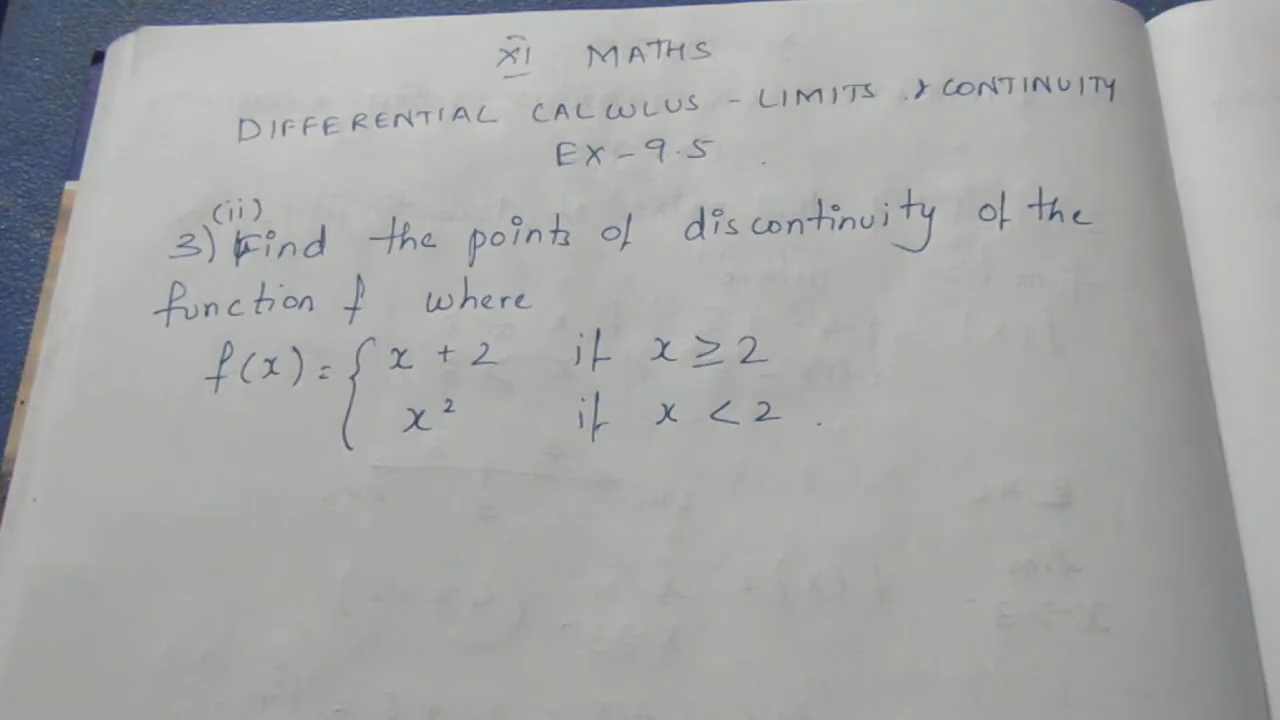 XI MATHS
DIFFERENTIAL CALCULUS - LIMITS & CONTINUITY
EX - 9.5
(ii)
3) Find the points of discontinuity of the
function f where
f(x) = { x + 2 if x ≥ 2
x² if x < 2 .